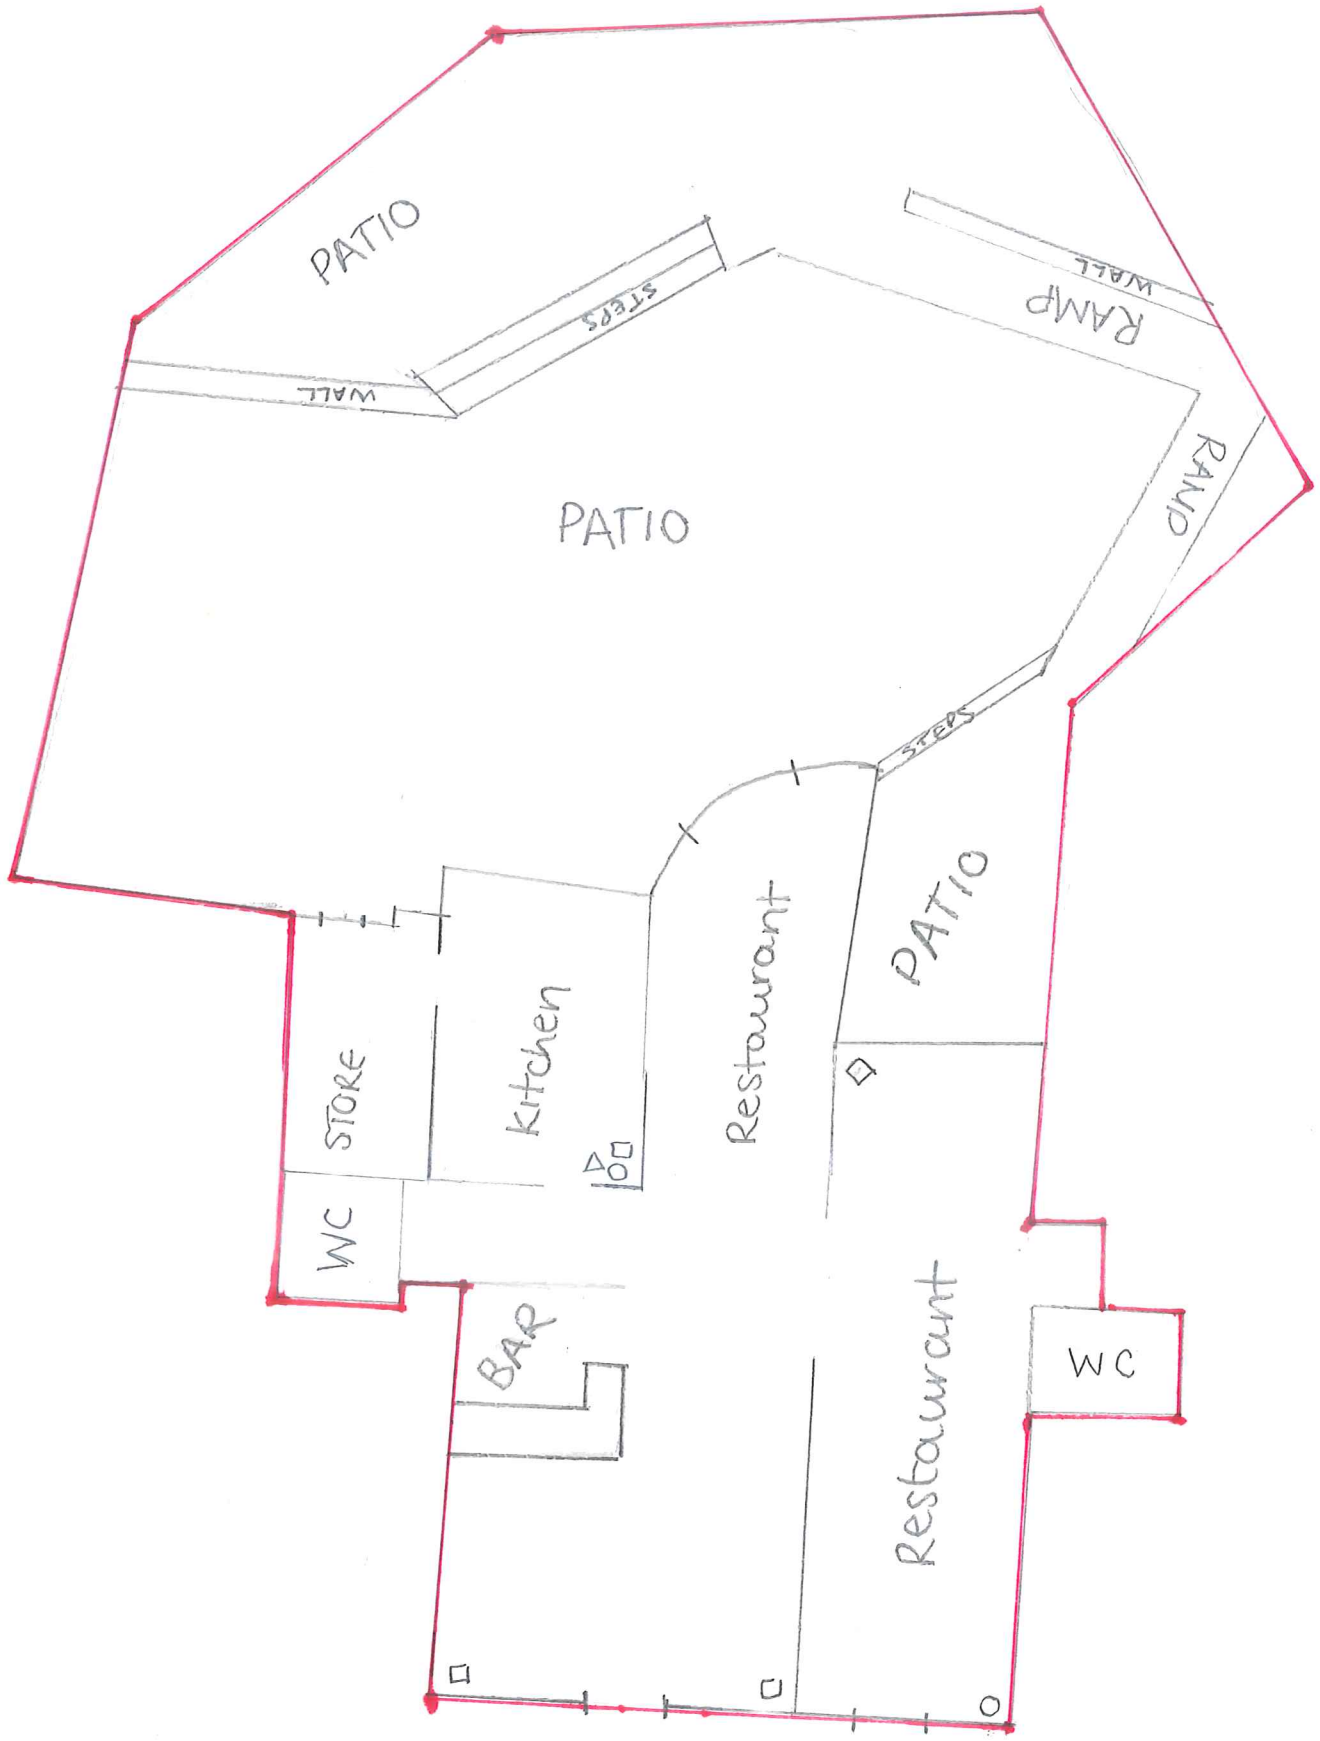 PATIO
STEPS
WALL
WALL
RAMP
RAMP
PATIO
STEPS
PATIO
Restaurant
Kitchen
STORE
WC
BAR
Restaurant
WC